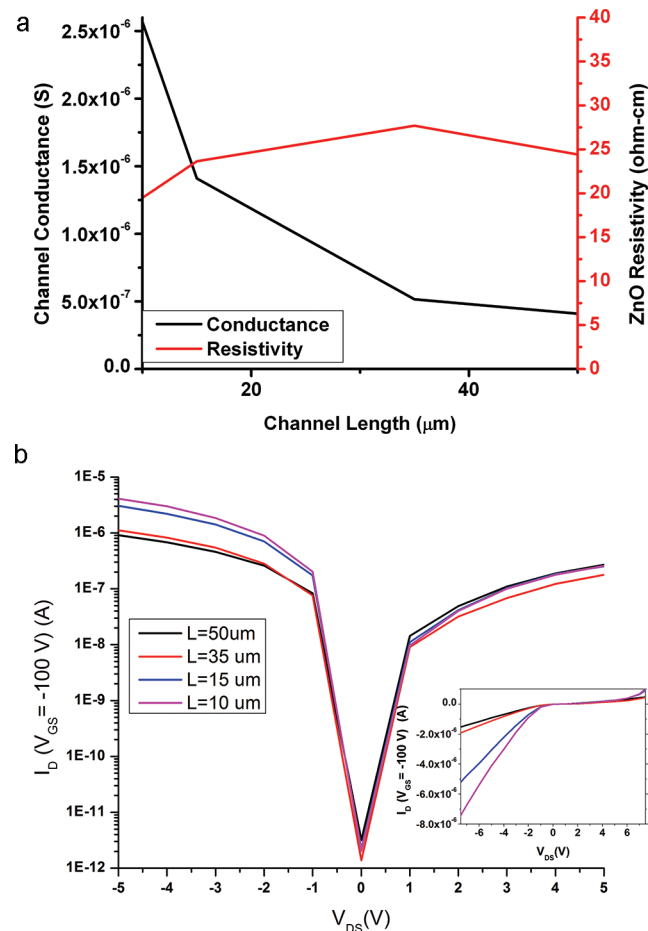 a
2.5x10⁻⁶
2.0x10⁻⁶
1.5x10⁻⁶
1.0x10⁻⁶
5.0x10⁻⁷
0.0
Channel Conductance (S)
Conductance
Resistivity
40
35
30
25
20
15
10
5
0
ZnO Resistivity (ohm-cm)
20
40
Channel Length (μm)
b
1E-5
1E-6
1E-7
1E-8
1E-9
1E-10
1E-11
1E-12
I_D (V_GS = -100 V) (A)
L=50um
L=35 um
L=15 um
L=10 um
0.0
-2.0x10⁻⁶
-4.0x10⁻⁶
-6.0x10⁻⁶
-8.0x10⁻⁶
I_D (V_GS = -100 V) (A)
-6 -4 -2 0 2 4 6
V_DS(V)
-5 -4 -3 -2 -1 0 1 2 3 4 5
V_DS(V)